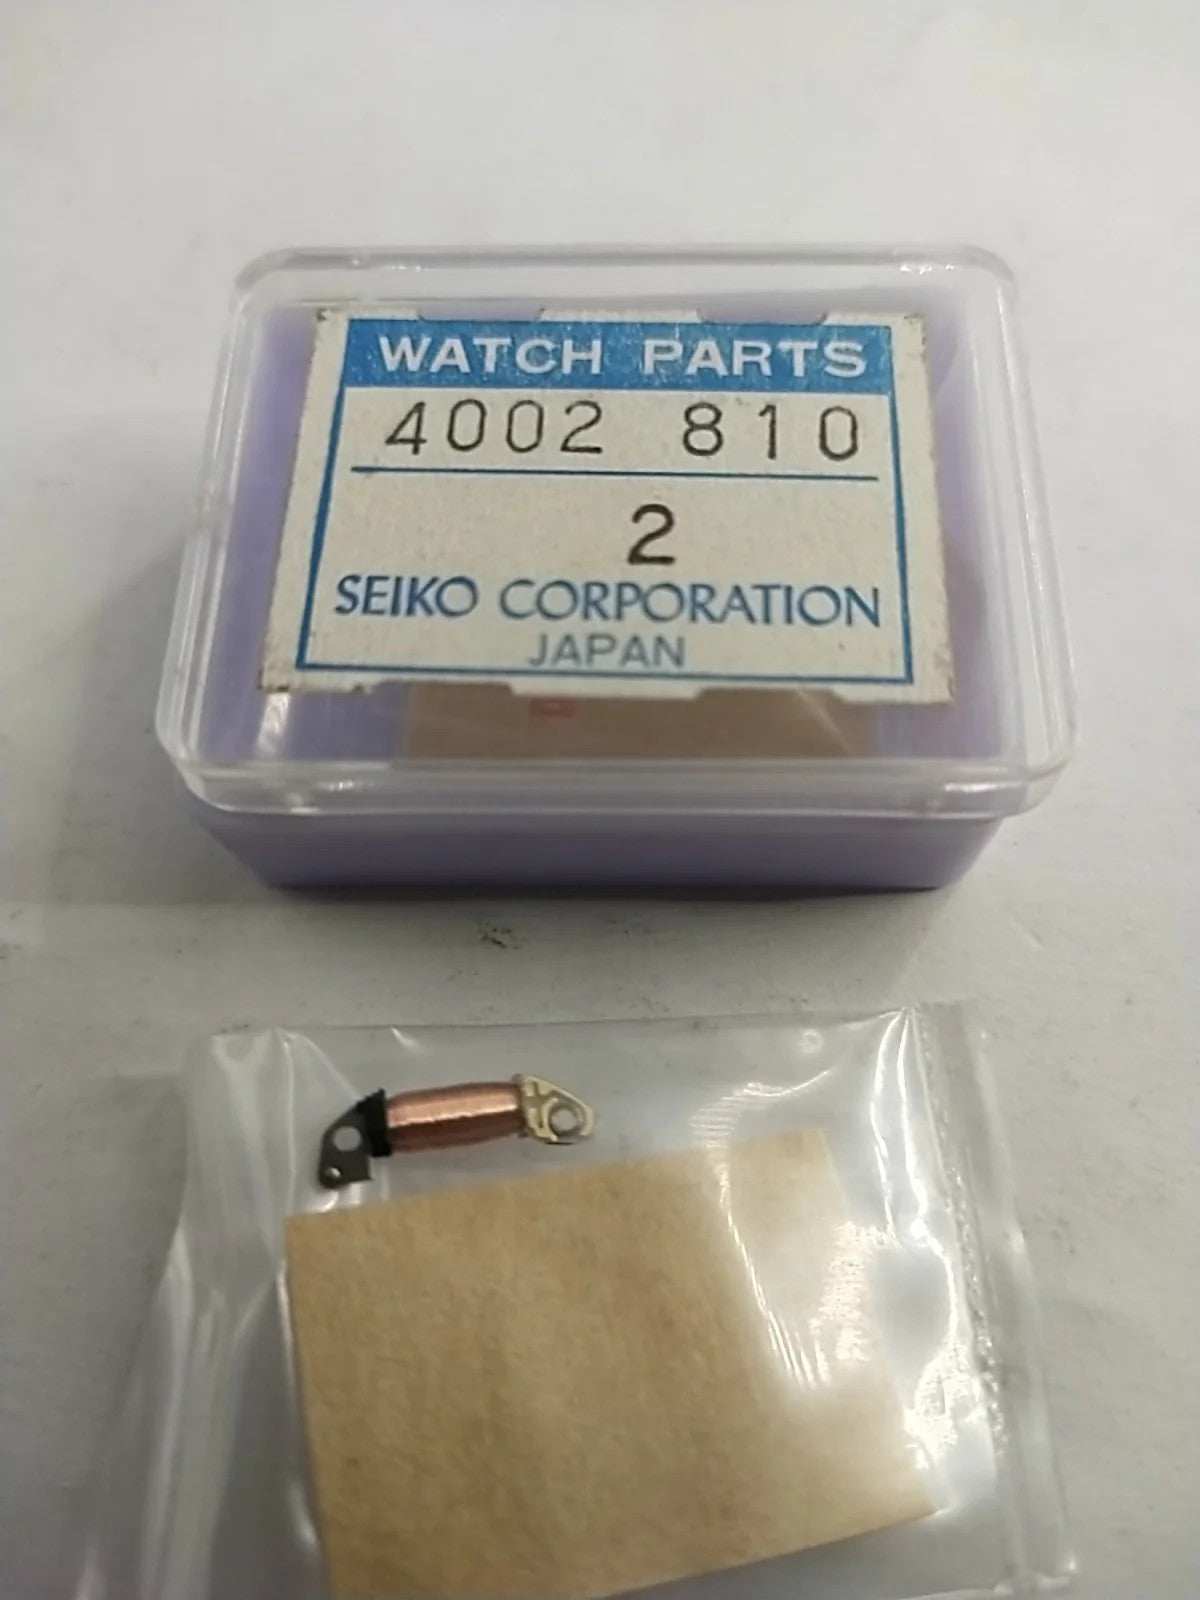 WATCH PARTS
4002 810
2
SEIKO CORPORATION
JAPAN